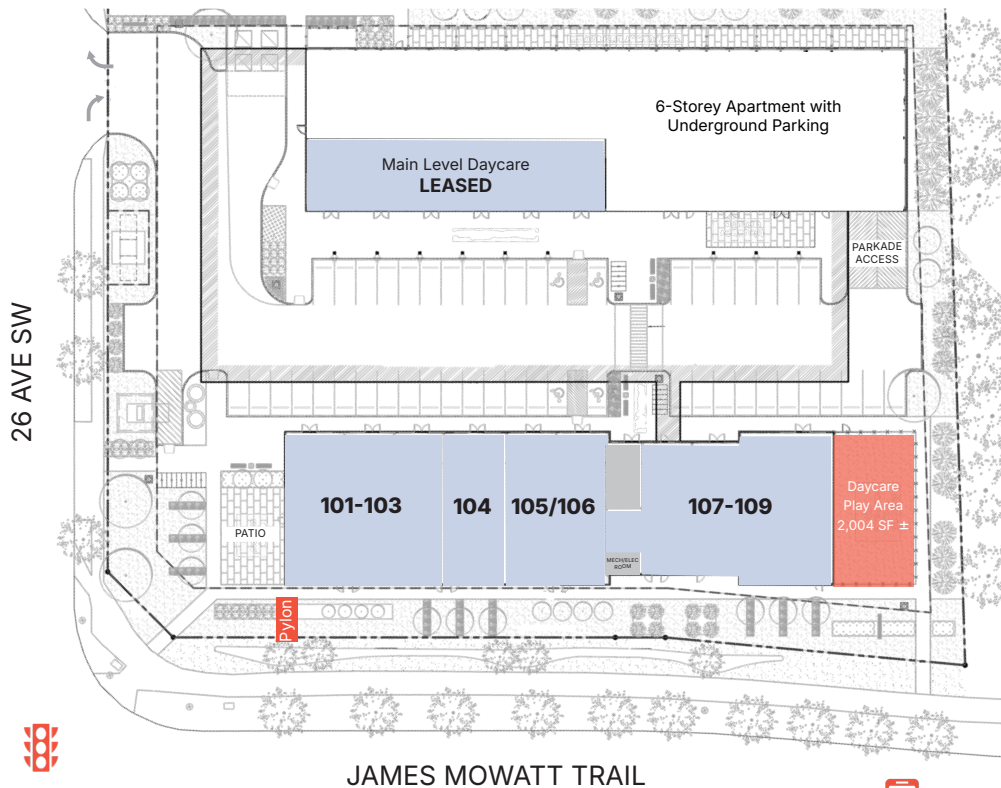 6-Storey Apartment with
Underground Parking
Main Level Daycare
LEASED
PARKADE
ACCESS
26 AVE SW
101-103
104
105/106
107-109
Daycare
Play Area
2,004 SF ±
PATIO
MECH/ELEC
ROOM
Pylon
JAMES MOWATT TRAIL